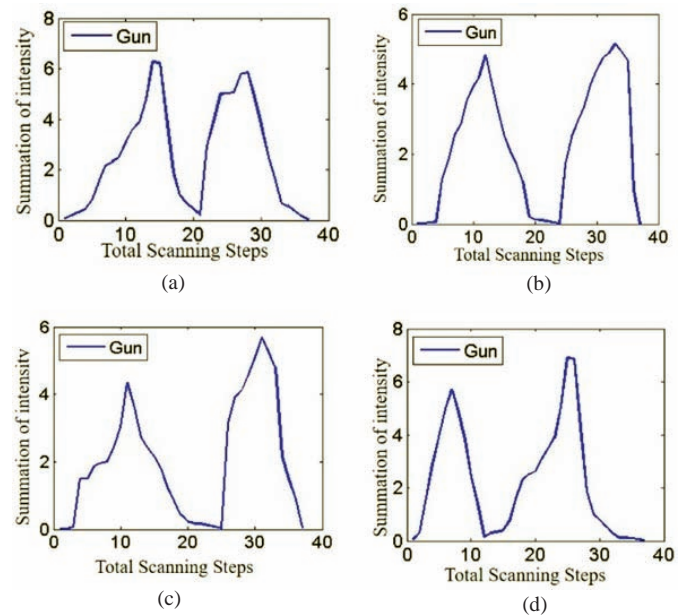 8
Gun
6
4
2
0
Summation of intensity
0 10 20 30 40
Total Scanning Steps
(a)
6
Gun
4
2
0
Summation of intensity
0 10 20 30 40
Total Scanning Steps
(b)
6
Gun
4
2
0
Summation of intensity
0 10 20 30 40
Total Scanning Steps
(c)
8
Gun
6
4
2
0
Summation of intensity
0 10 20 30 40
Total Scanning Steps
(d)